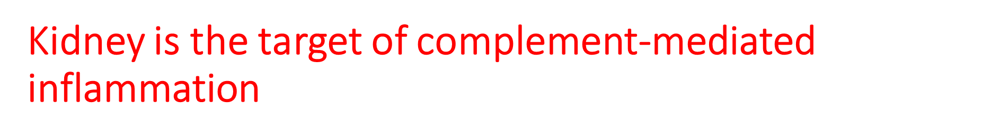 Kidney is the target of complement-mediated
inflammation